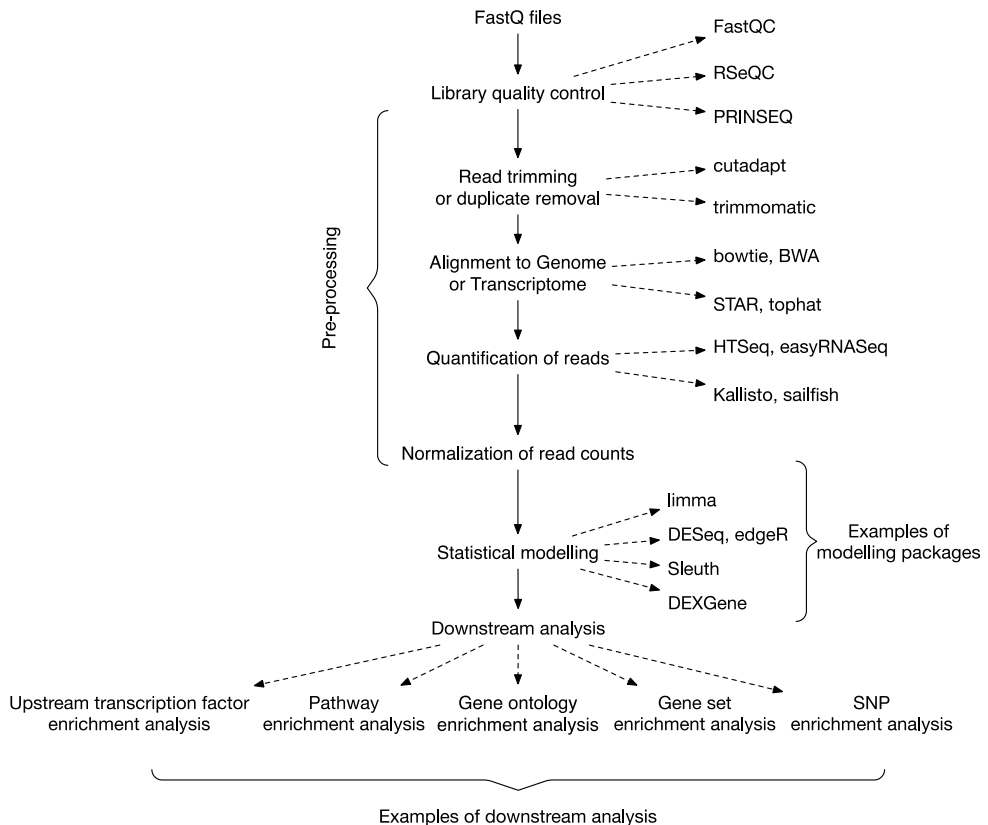 FastQ files
FastQC
RSeQC
Library quality control
PRINSEQ
cutadapt
Read trimming
or duplicate removal
trimmomatic
Pre-processing
bowtie, BWA
Alignment to Genome
or Transcriptome
STAR, tophat
HTSeq, easyRNASeq
Quantification of reads
Kallisto, sailfish
Normalization of read counts
limma
DESeq, edgeR
Statistical modelling
Sleuth
DEXGene
Examples of
modelling packages
Downstream analysis
Upstream transcription factor
enrichment analysis
Pathway
enrichment analysis
Gene ontology
enrichment analysis
Gene set
enrichment analysis
SNP
enrichment analysis
Examples of downstream analysis